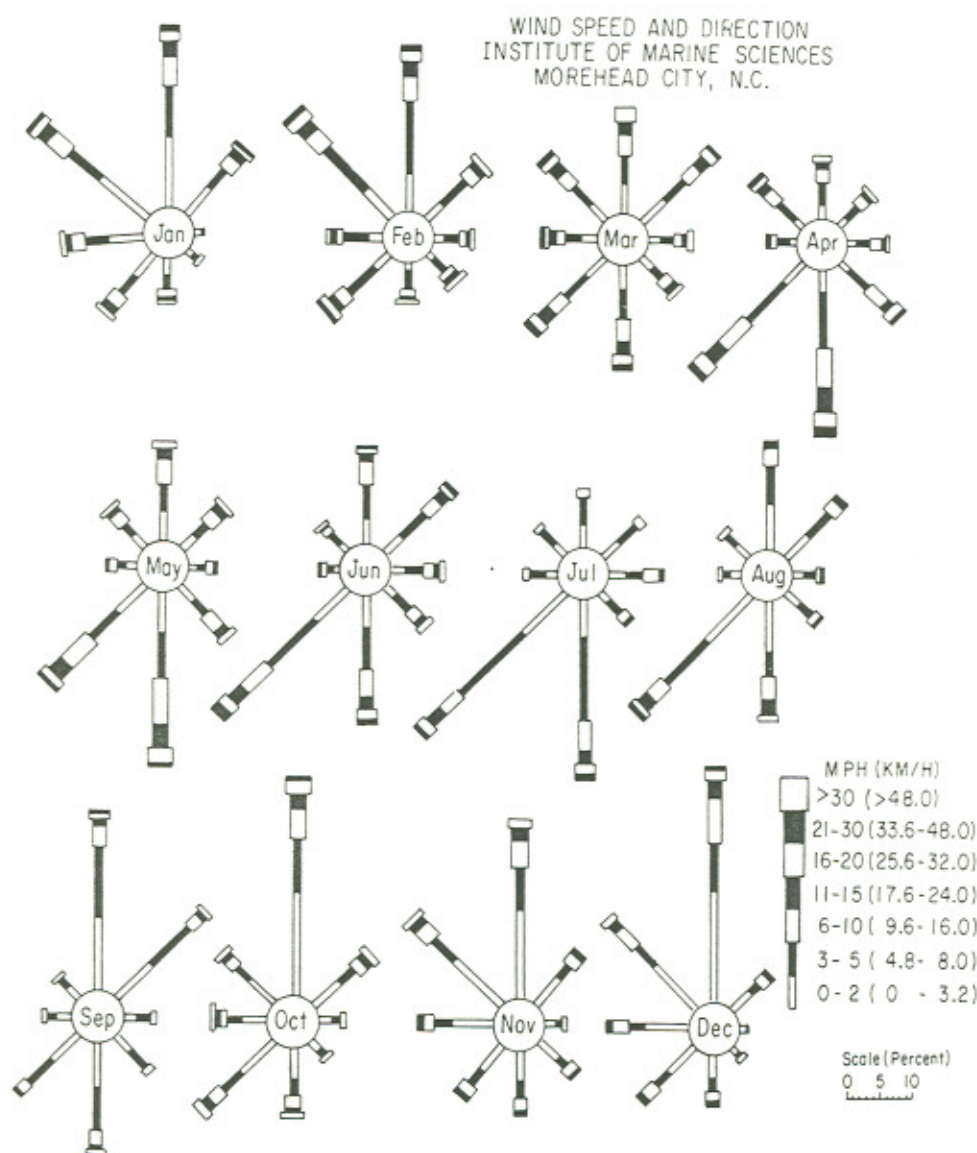 WIND SPEED AND DIRECTION
INSTITUTE OF MARINE SCIENCES
MOREHEAD CITY, N.C.
Jan
Feb
Mar
Apr
May
Jun
Jul
Aug
Sep
Oct
Nov
Dec
MPH (KM/H)
>30 (>48.0)
21-30 (33.6-48.0)
16-20 (25.6-32.0)
11-15 (17.6-24.0)
6-10 ( 9.6-16.0)
3-5 ( 4.8- 8.0)
0-2 ( 0 - 3.2)
Scale (Percent)
0 5 10